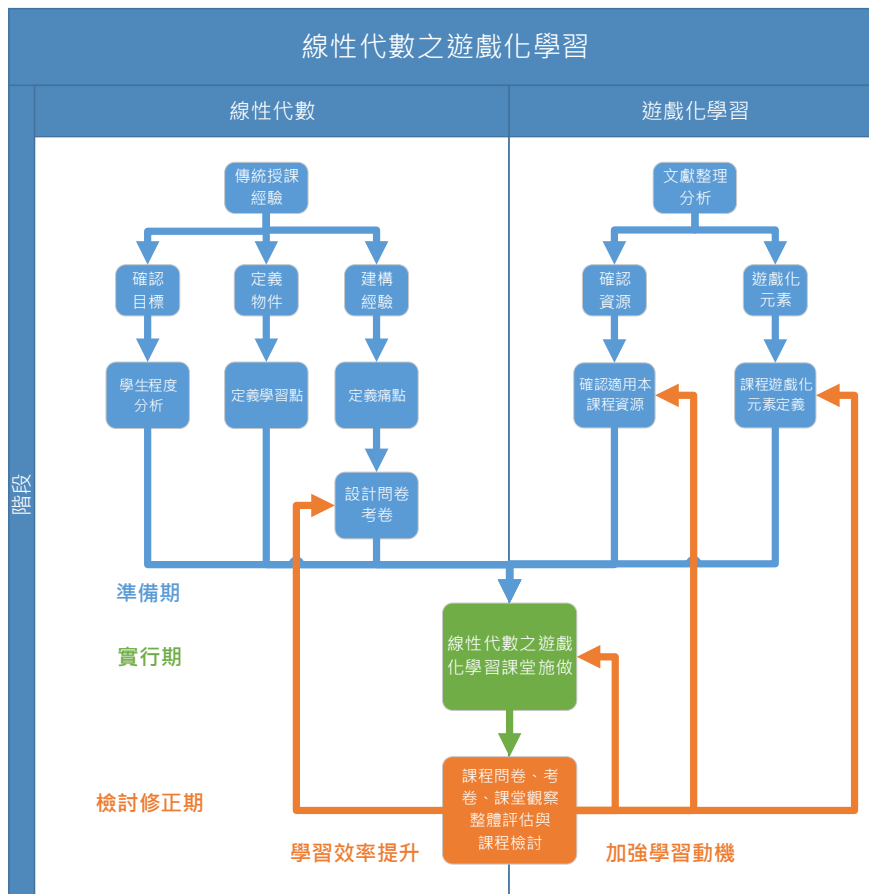 線性代數之遊戲化學習
線性代數
遊戲化學習
傳統授課
經驗
文獻整理
分析
確認
目標
定義
物件
建構
經驗
確認
資源
遊戲化
元素
學生程度
分析
定義學習點
定義痛點
確認適用本
課程資源
課程遊戲化
元素定義
階段
設計問卷
考卷
準備期
實行期
線性代數之遊戲
化學習課堂施做
檢討修正期
課程問卷、考
卷、課堂觀察
整體評估與
課程檢討
學習效率提升
加強學習動機